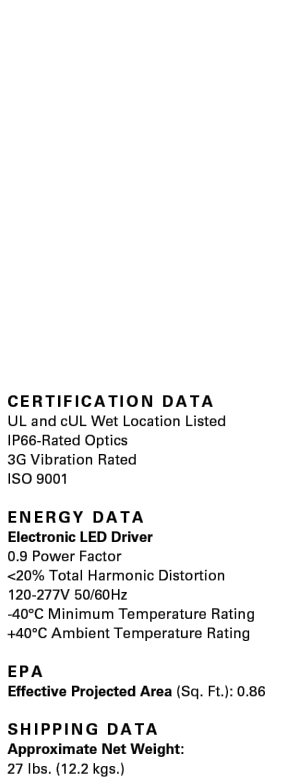 CERTIFICATION DATA
UL and cUL Wet Location Listed
IP66-Rated Optics
3G Vibration Rated
ISO 9001
ENERGY DATA
Electronic LED Driver
0.9 Power Factor
<20% Total Harmonic Distortion
120-277V 50/60Hz
-40°C Minimum Temperature Rating
+40°C Ambient Temperature Rating
EPA
Effective Projected Area (Sq. Ft.): 0.86
SHIPPING DATA
Approximate Net Weight:
27 lbs. (12.2 kgs.)